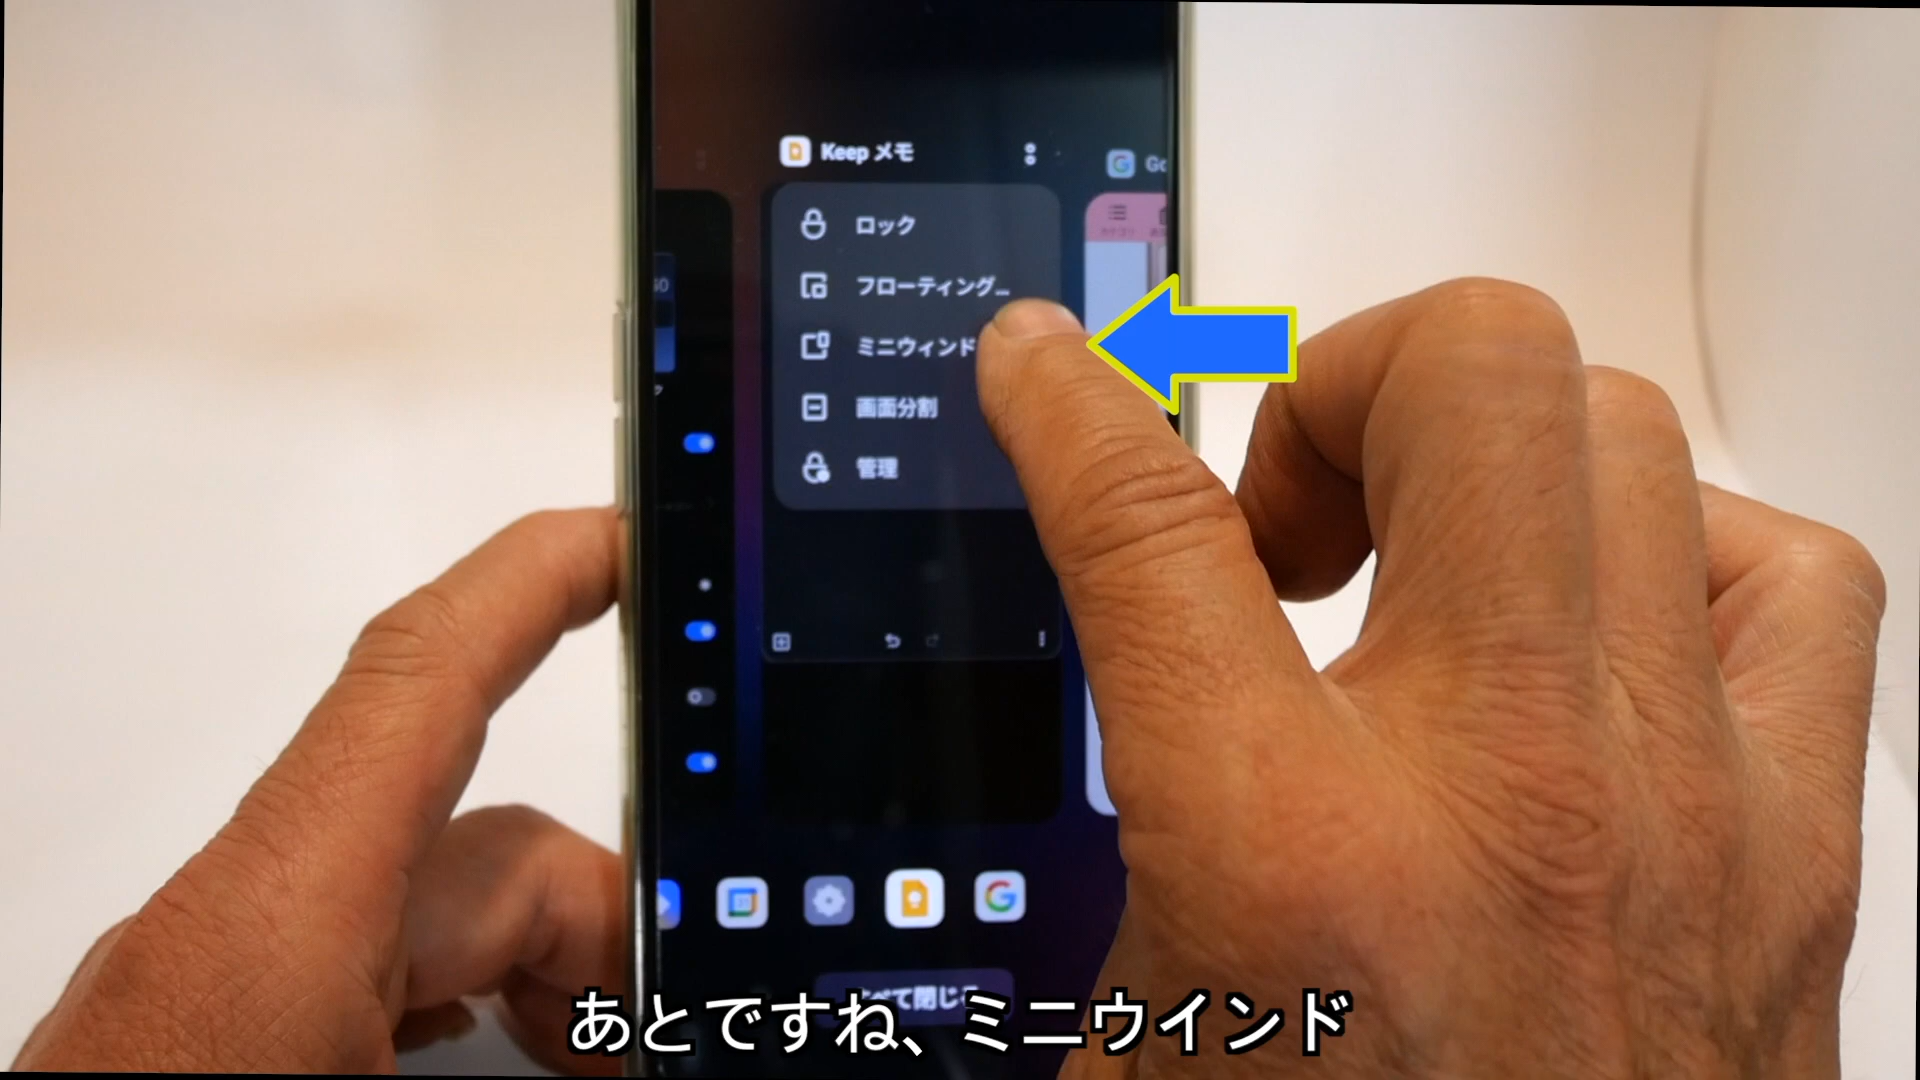 Keep メモ
ロック
フローティング...
ミニウィンド
画面分割
管理
あとですね、ミニウインド